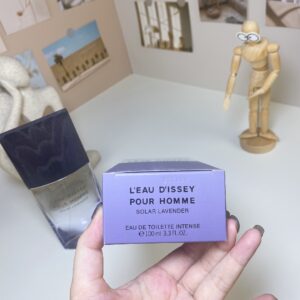 L'EAU D'ISSEY
POUR HOMME
SOLAR LAVENDER
EAU DE TOILETTE INTENSE
℮ 100 ml 3.3 FL.OZ.